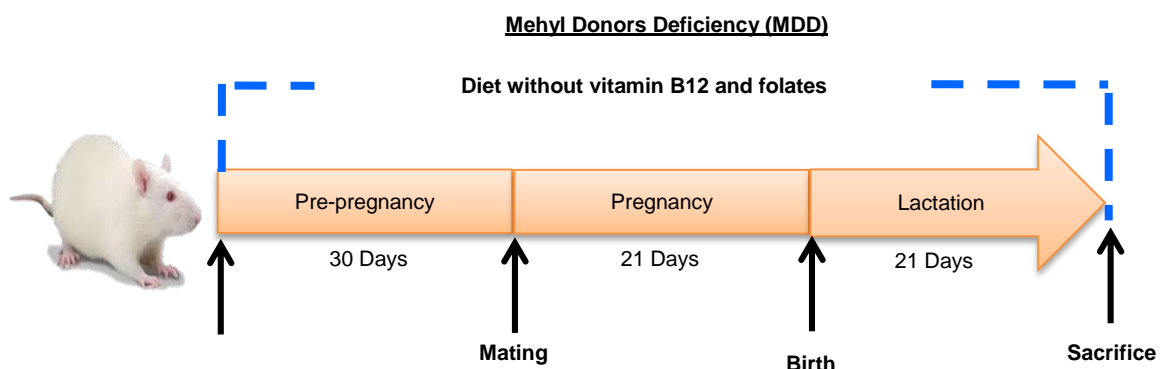 Mehyl Donors Deficiency (MDD)
Diet without vitamin B12 and folates
Pre-pregnancy
Pregnancy
Lactation
30 Days
21 Days
21 Days
Mating
Birth
Sacrifice